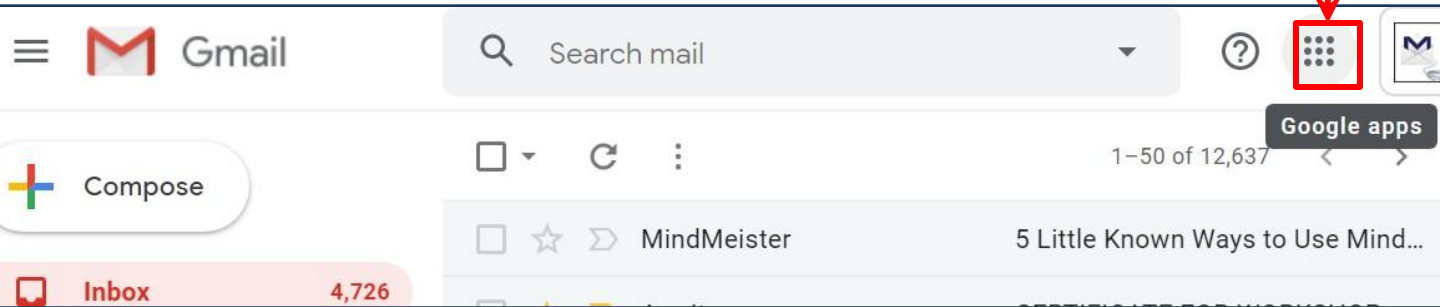 Gmail
Search mail
Google apps
Compose
1–50 of 12,637
MindMeister 5 Little Known Ways to Use Mind...
Inbox 4,726